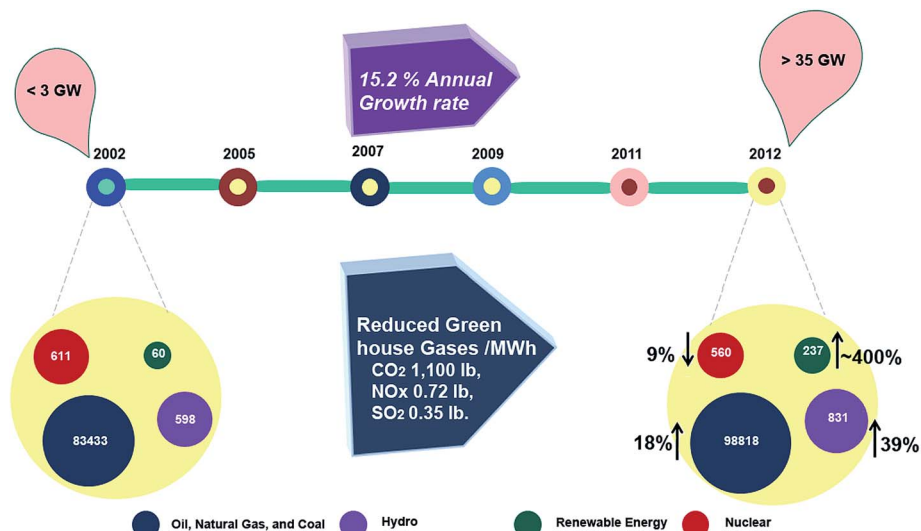 15.2 % Annual
Growth rate
< 3 GW
> 35 GW
2002
2005
2007
2009
2011
2012
Reduced Green
house Gases /MWh
CO2 1,100 lb,
NOx 0.72 lb,
SO2 0.35 lb.
611
60
598
83433
9%
560
237
~400%
831
18%
98818
39%
Oil, Natural Gas, and Coal
Hydro
Renewable Energy
Nuclear